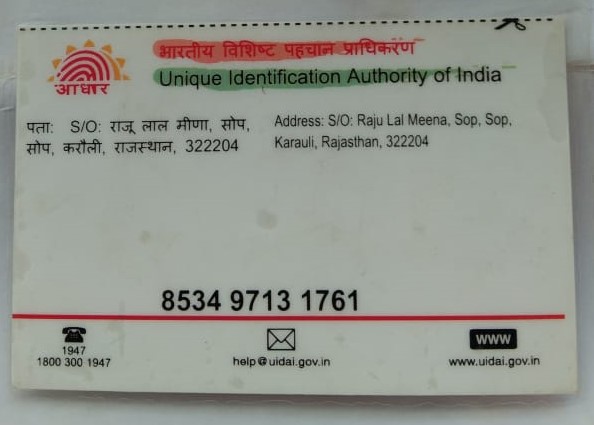 भारतीय विशिष्ट पहचान प्राधिकरण
Unique Identification Authority of India
आधार
पता: S/O: राजू लाल मीणा, सोप,
सोप, करौली, राजस्थान, 322204
Address: S/O: Raju Lal Meena, Sop, Sop,
Karauli, Rajasthan, 322204
8534 9713 1761
1947
1800 300 1947
help@uidai.gov.in
www
www.uidai.gov.in